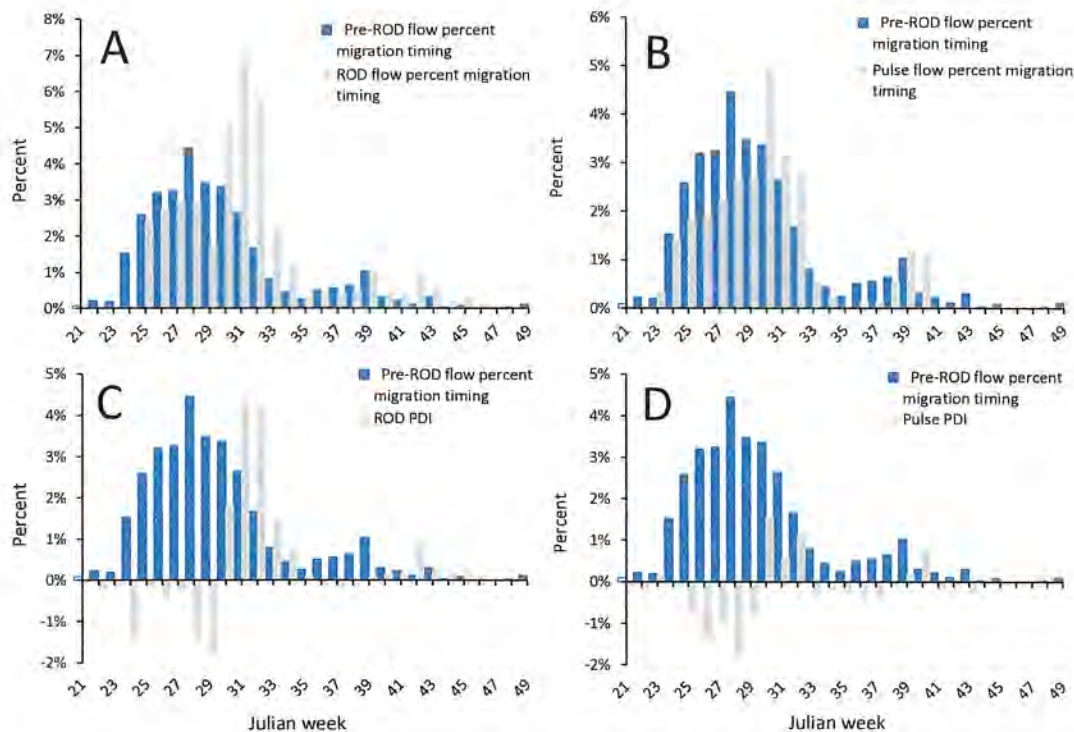 A
8%
7%
6%
5%
4%
3%
2%
1%
0%
Percent
Pre-ROD flow percent
migration timing
ROD flow percent migration
timing
21 23 25 27 29 31 33 35 37 39 41 43 45 47 49
B
6%
5%
4%
3%
2%
1%
0%
Percent
Pre-ROD flow percent
migration timing
Pulse flow percent migration
timing
21 23 25 27 29 31 33 35 37 39 41 43 45 47 49
C
5%
4%
3%
2%
1%
0%
-1%
-2%
Percent
Pre-ROD flow percent
migration timing
ROD PDI
21 23 25 27 29 31 33 35 37 39 41 43 45 47 49
Julian week
D
5%
4%
3%
2%
1%
0%
-1%
-2%
Percent
Pre-ROD flow percent
migration timing
Pulse PDI
21 23 25 27 29 31 33 35 37 39 41 43 45 47 49
Julian week